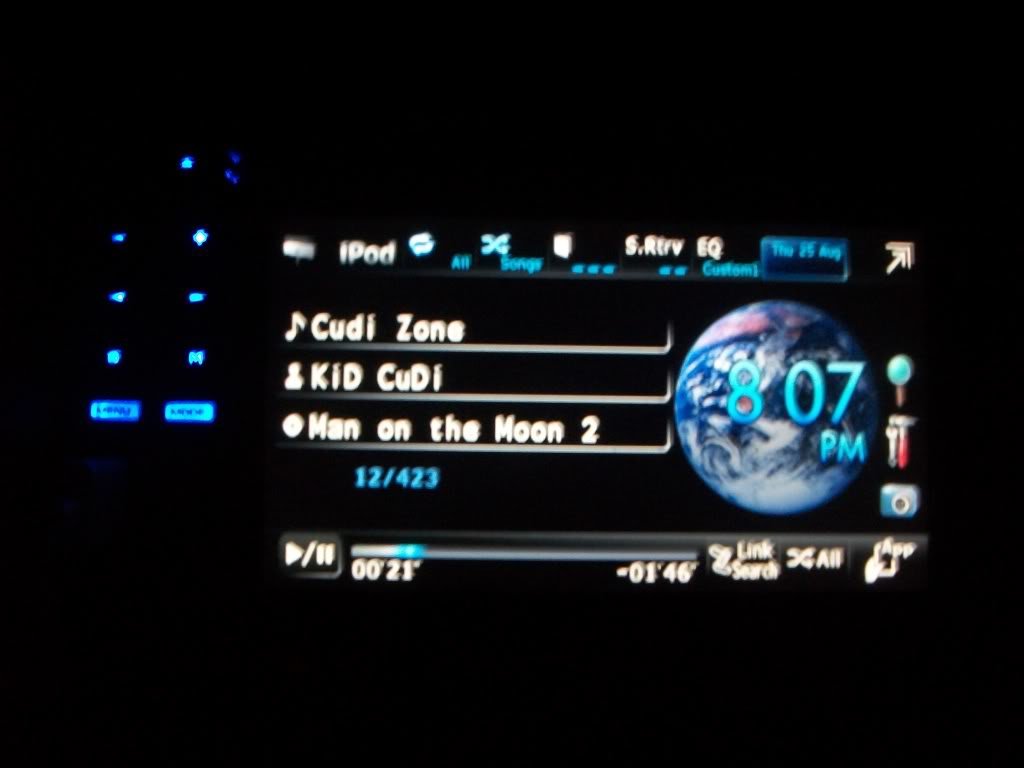 iPod All Songs S.Rtrv EQ Custom1 Thu 25 Aug
Cudi Zone
KiD CuDi
Man on the Moon 2
12/423
8 07
PM
M
00'21"
-01'46"
Link
Search
All
App